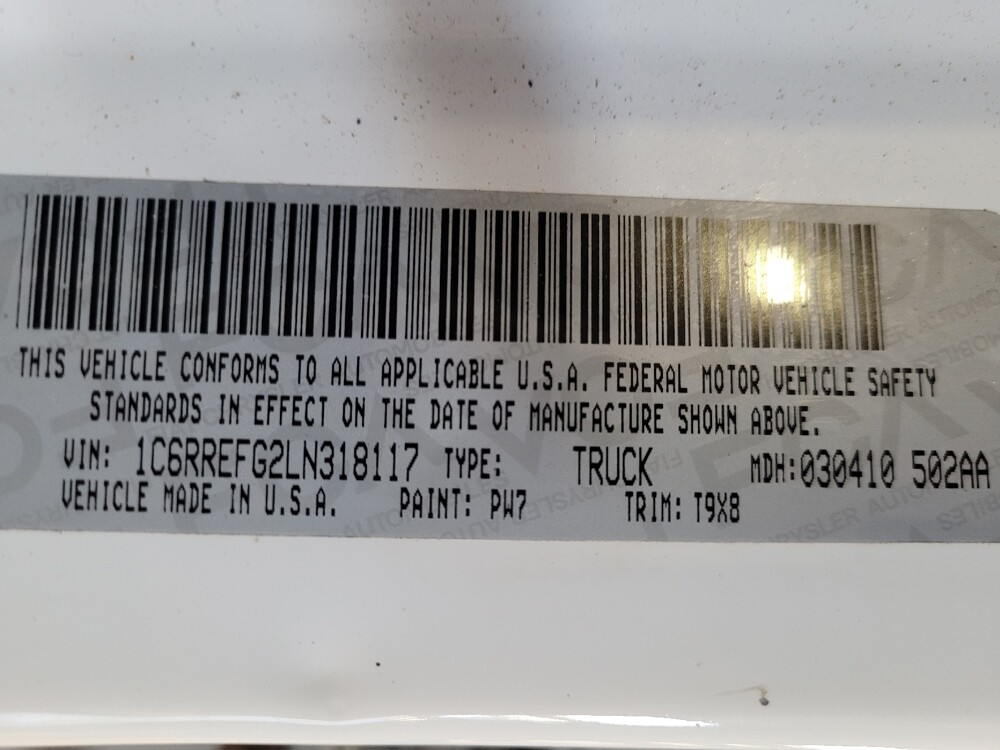 THIS VEHICLE CONFORMS TO ALL APPLICABLE U.S.A. FEDERAL MOTOR VEHICLE SAFETY
STANDARDS IN EFFECT ON THE DATE OF MANUFACTURE SHOWN ABOVE.
VIN: 1C6RREFG2LN318117 TYPE: TRUCK MDH:030410 502AA
VEHICLE MADE IN U.S.A. PAINT: PW7 TRIM: T9X8